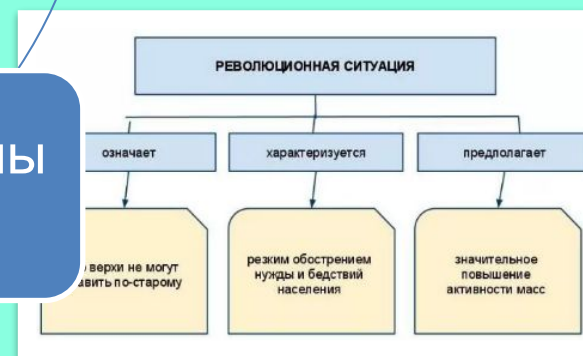 РЕВОЛЮЦИОННАЯ СИТУАЦИЯ
означает
характеризуется
предполагает
верхи не могут
по-старому
резким обострением
нужды и бедствий
населения
значительное
повышение
активности масс